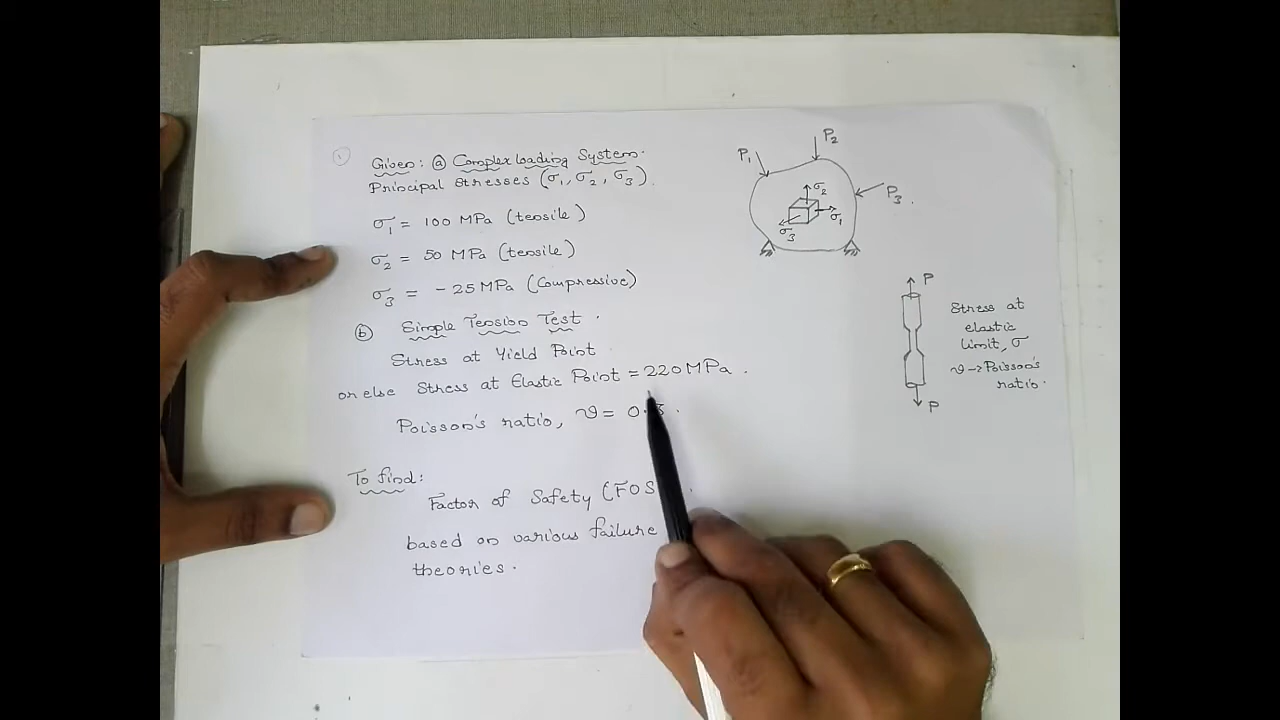 1
Given: (a) Complex loading System.
Principal Stresses (σ1, σ2, σ3).
σ1 = 100 MPa (tensile)
σ2 = 50 MPa (tensile)
σ3 = - 25 MPa (Compressive)
(b) Simple Tension Test.
Stress at Yield Point
or else Stress at Elastic Point = 220 MPa.
Poisson's ratio, ν = 0.3.
To find:
Factor of Safety (FOS
based on various failure
theories.
P1
P2
P3.
σ2
σ1
σ3
P
Stress at
elastic
limit, σ
ν → Poisson's
ratio.
P